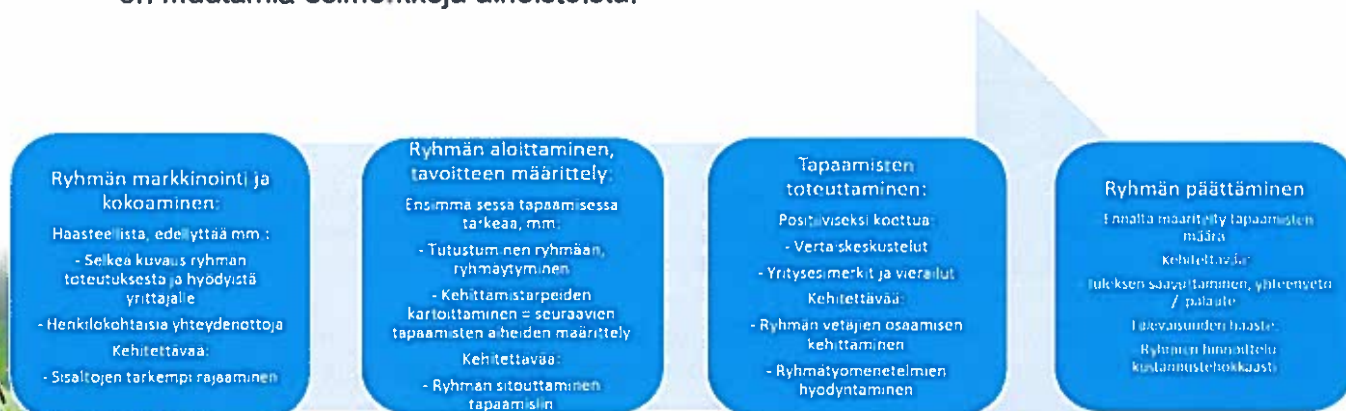 Ryhmän markkinointi ja
kokoaminen:
Haasteellista, edellyttää mm.:
- Selkeä kuvaus ryhmän
toteutuksesta ja hyödyistä
yrittäjälle
- Henkilökohtaisia yhteydenottoja
Kehitettävää:
- Sisältöjen tarkempi rajaaminen
Ryhmän aloittaminen,
tavoitteen määrittely:
Ensimmäisessä tapaamisessa
tärkeää, mm:
- Tutustuminen ryhmään,
ryhmäytyminen
- Kehittämistarpeiden
kartoittaminen = seuraavien
tapaamisten aiheiden määrittely
Kehitettävää:
- Ryhmän sitouttaminen
tapaamisiin
Tapaamisten
toteuttaminen:
Positiiviseksi koettua:
- Vertaiskeskustelut
- Yritysesimerkit ja vierailut
Kehitettävää:
- Ryhmän vetäjien osaamisen
kehittäminen
- Ryhmätyömenetelmien
hyödyntäminen
Ryhmän päättäminen
Ennalta määritelty tapaamisten
määrä
Kehitettävää:
- Tuloksen saavuttaminen, yhteenveto
/ palaute
Tulevaisuuden haaste:
- Ryhmien hinnoittelu
kustannustehokkaasti